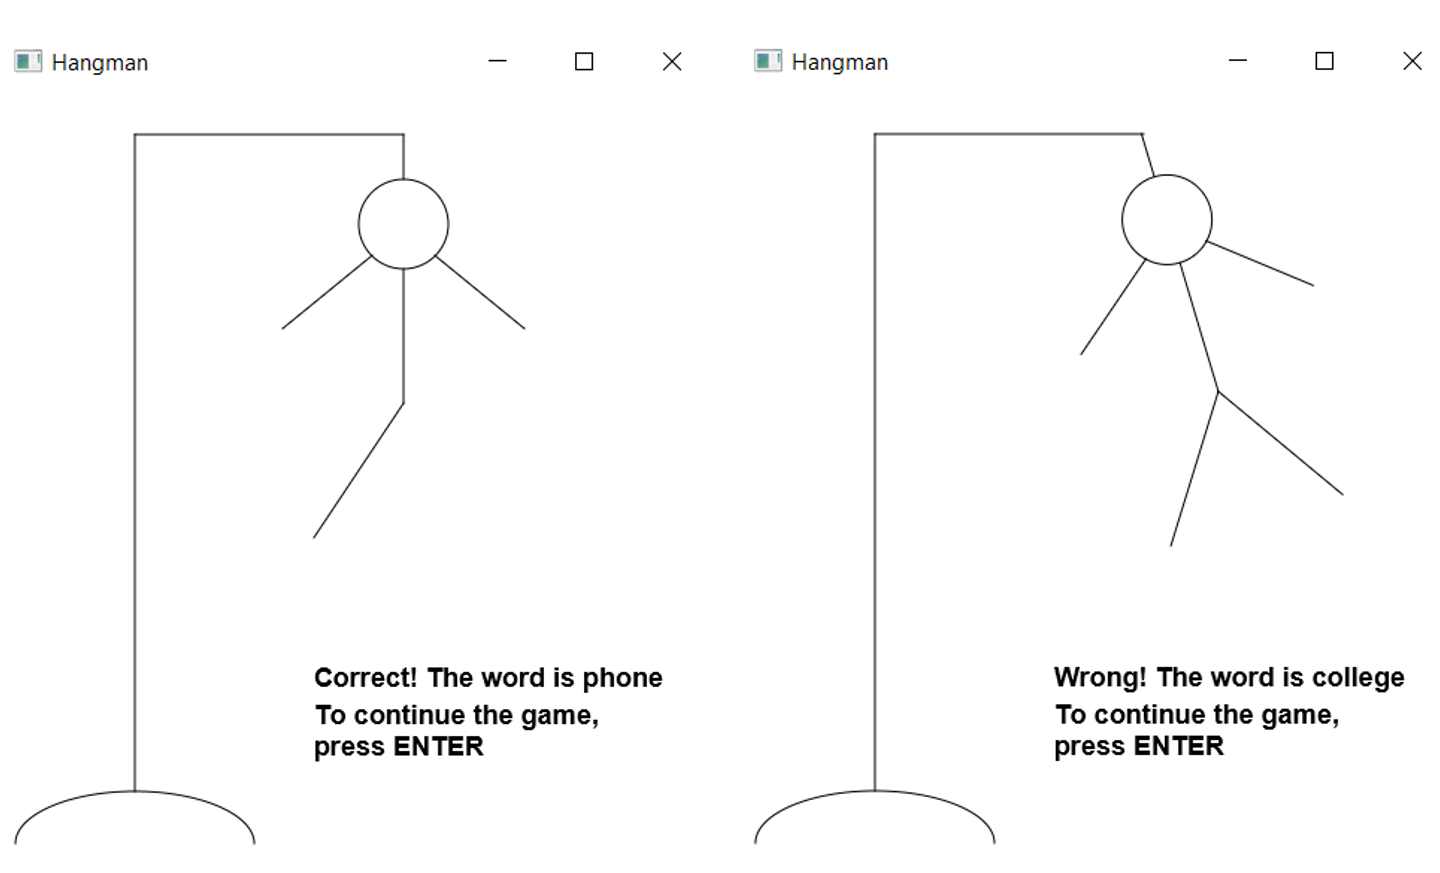 Hangman
Correct! The word is phone
To continue the game,
press ENTER
Hangman
Wrong! The word is college
To continue the game,
press ENTER